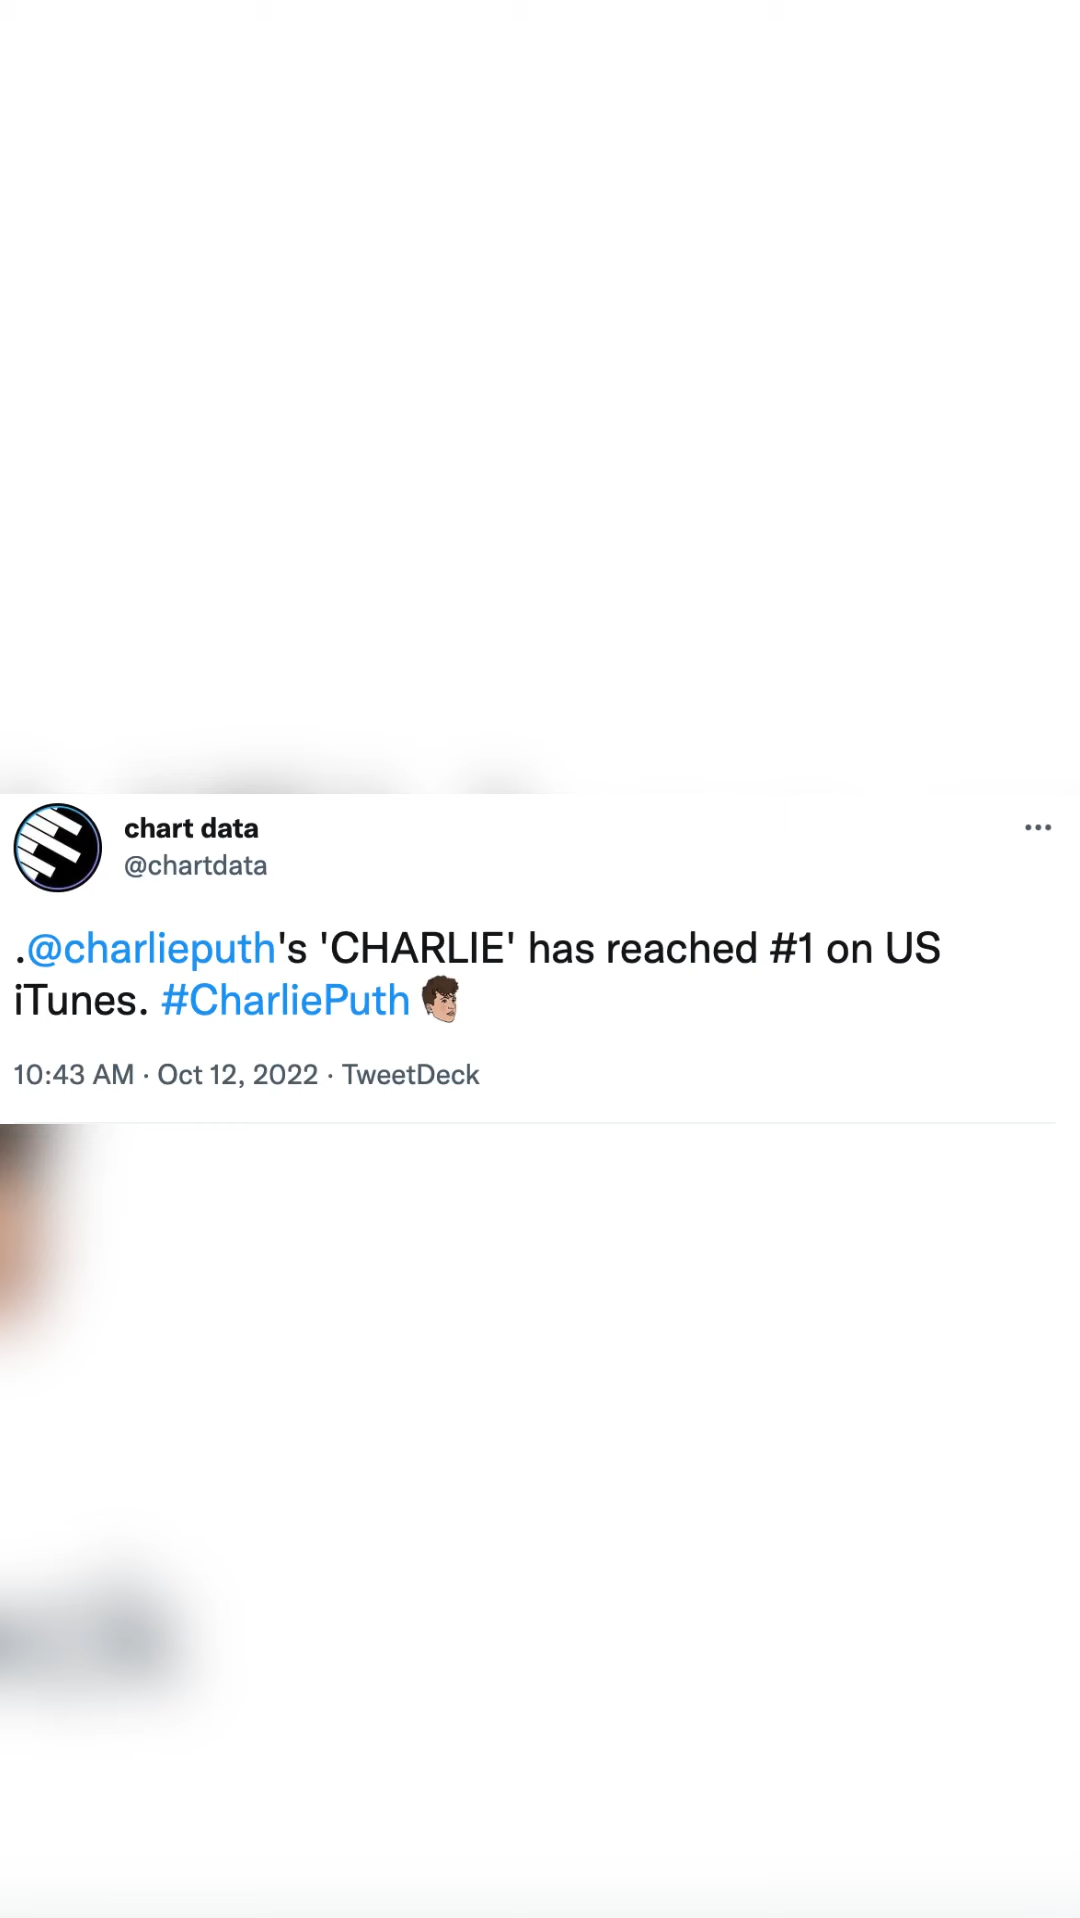 chart data
@chartdata
.@charlieputh's 'CHARLIE' has reached #1 on US
iTunes. #CharliePuth
10:43 AM · Oct 12, 2022 · TweetDeck